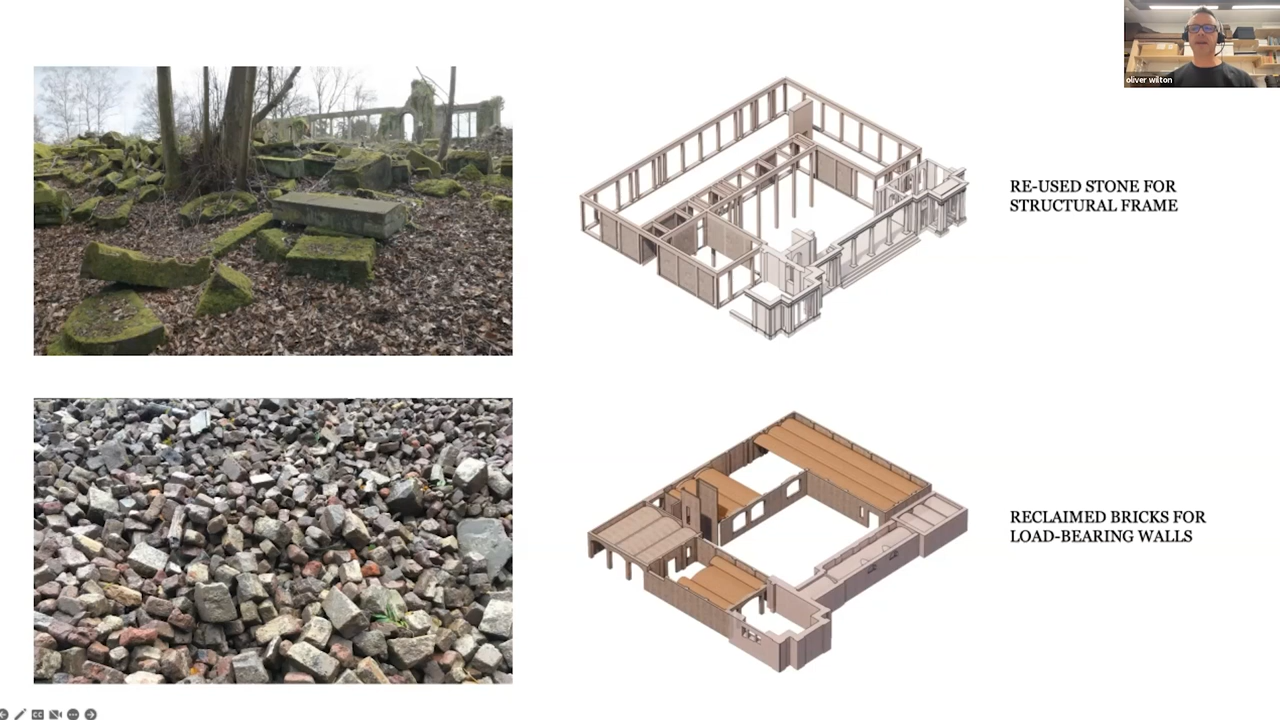 oliver wilton
RE-USED STONE FOR
STRUCTURAL FRAME
RECLAIMED BRICKS FOR
LOAD-BEARING WALLS